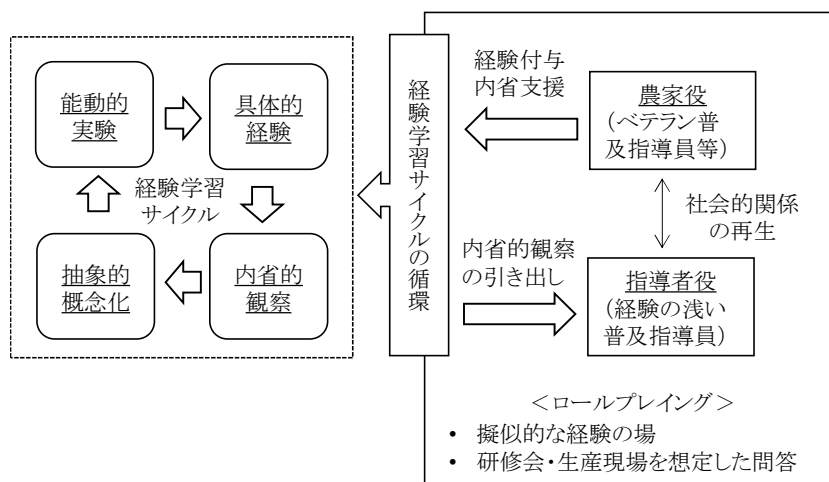 能動的
実験
具体的
経験
経験学習
サイクル
抽象的
概念化
内省的
観察
経験学習サイクルの循環
経験付与
内省支援
農家役
（ベテラン普
及指導員等）
社会的関係
の再生
内省的観察
の引き出し
指導者役
（経験の浅い
普及指導員）
＜ロールプレイング＞
• 擬似的な経験の場
• 研修会・生産現場を想定した問答